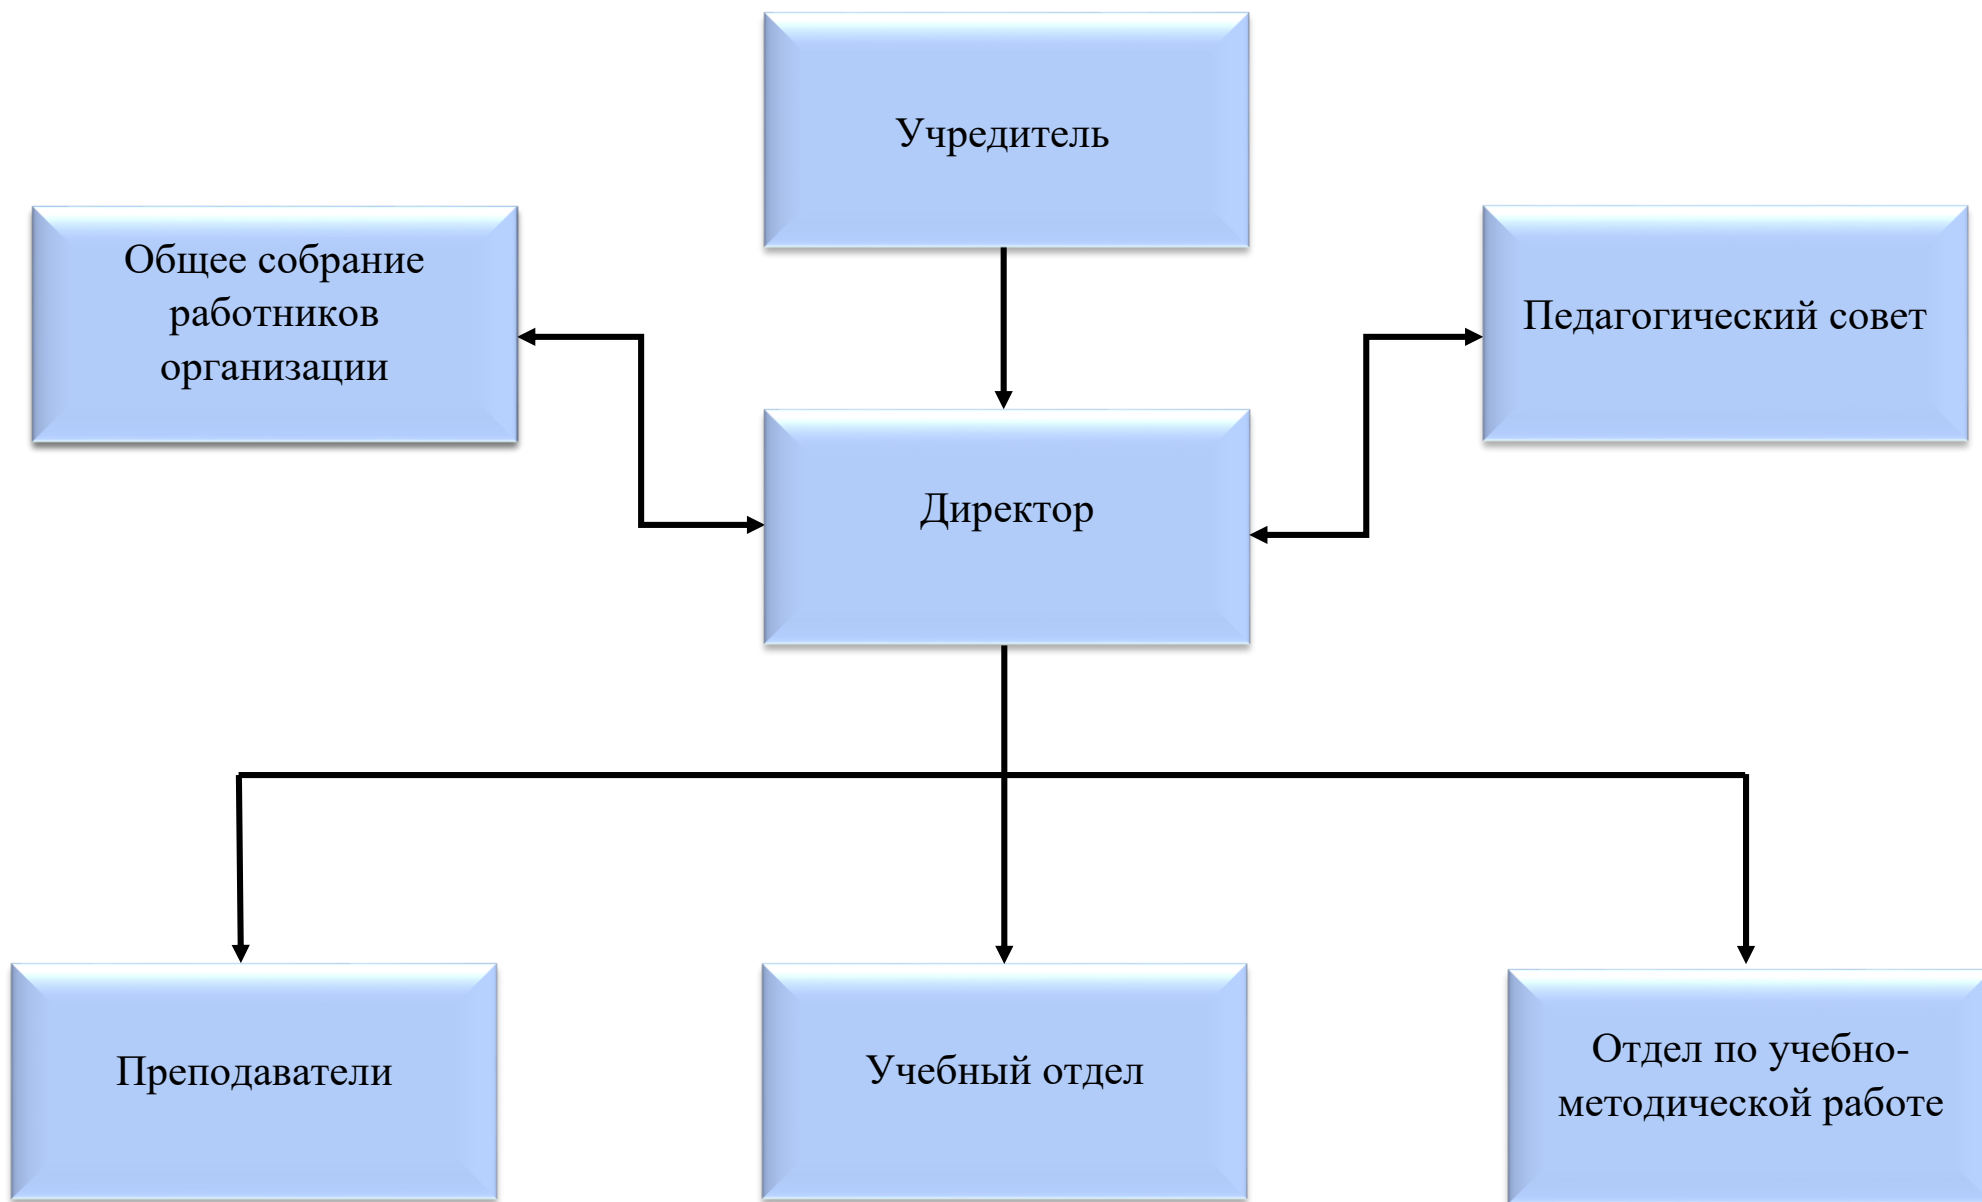 Учредитель
Общее собрание
работников
организации
Педагогический совет
Директор
Преподаватели
Учебный отдел
Отдел по учебно-
методической работе